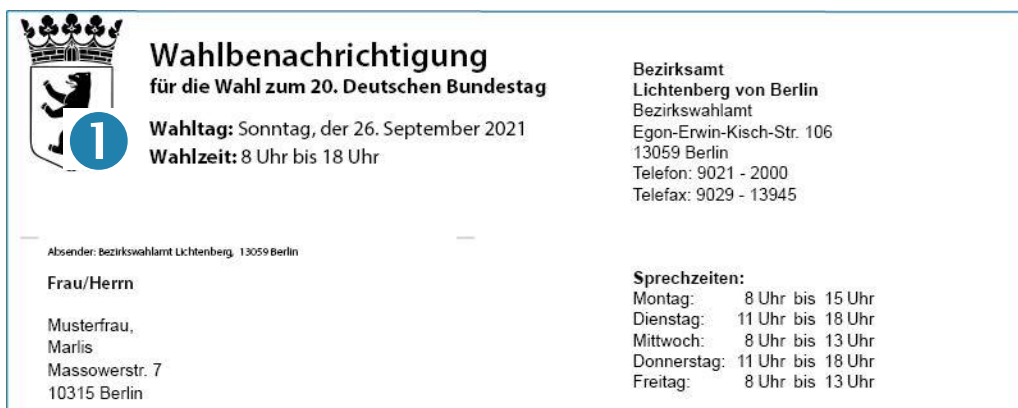 Wahlbenachrichtigung
für die Wahl zum 20. Deutschen Bundestag
Wahltag: Sonntag, der 26. September 2021
Wahlzeit: 8 Uhr bis 18 Uhr
1
Bezirksamt
Lichtenberg von Berlin
Bezirkswahlamt
Egon-Erwin-Kisch-Str. 106
13059 Berlin
Telefon: 9021 - 2000
Telefax: 9029 - 13945
Absender: Bezirkswahlamt Lichtenberg, 13059 Berlin
Frau/Herrn
Musterfrau,
Marlis
Massowerstr. 7
10315 Berlin
Sprechzeiten:
Montag: 8 Uhr bis 15 Uhr
Dienstag: 11 Uhr bis 18 Uhr
Mittwoch: 8 Uhr bis 13 Uhr
Donnerstag: 11 Uhr bis 18 Uhr
Freitag: 8 Uhr bis 13 Uhr